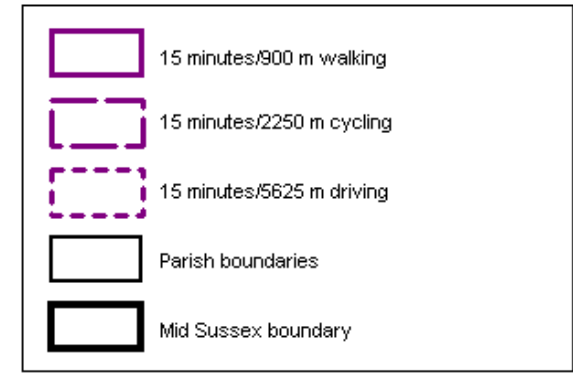 15 minutes/900 m walking
15 minutes/2250 m cycling
15 minutes/5625 m driving
Parish boundaries
Mid Sussex boundary